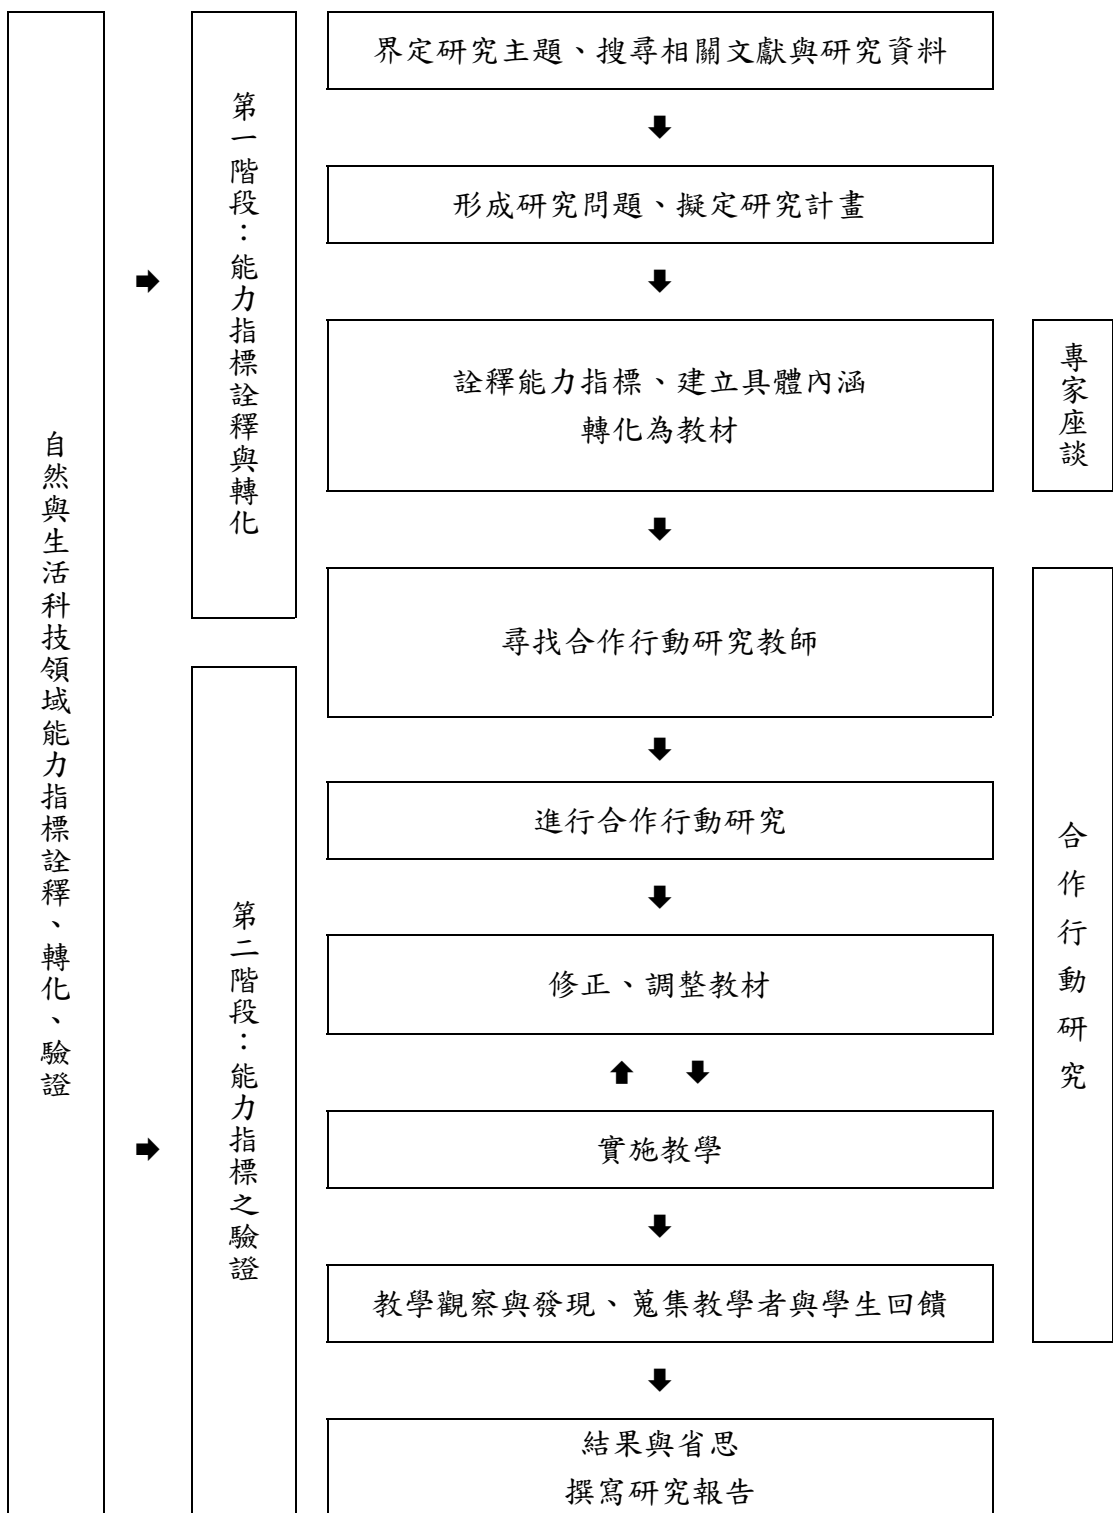 自然與生活科技領域能力指標詮釋、轉化、驗證
第一階段：能力指標詮釋與轉化
界定研究主題、搜尋相關文獻與研究資料
形成研究問題、擬定研究計畫
詮釋能力指標、建立具體內涵
轉化為教材
專家座談
尋找合作行動研究教師
第二階段：能力指標之驗證
進行合作行動研究
修正、調整教材
實施教學
教學觀察與發現、蒐集教學者與學生回饋
合作行動研究
結果與省思
撰寫研究報告